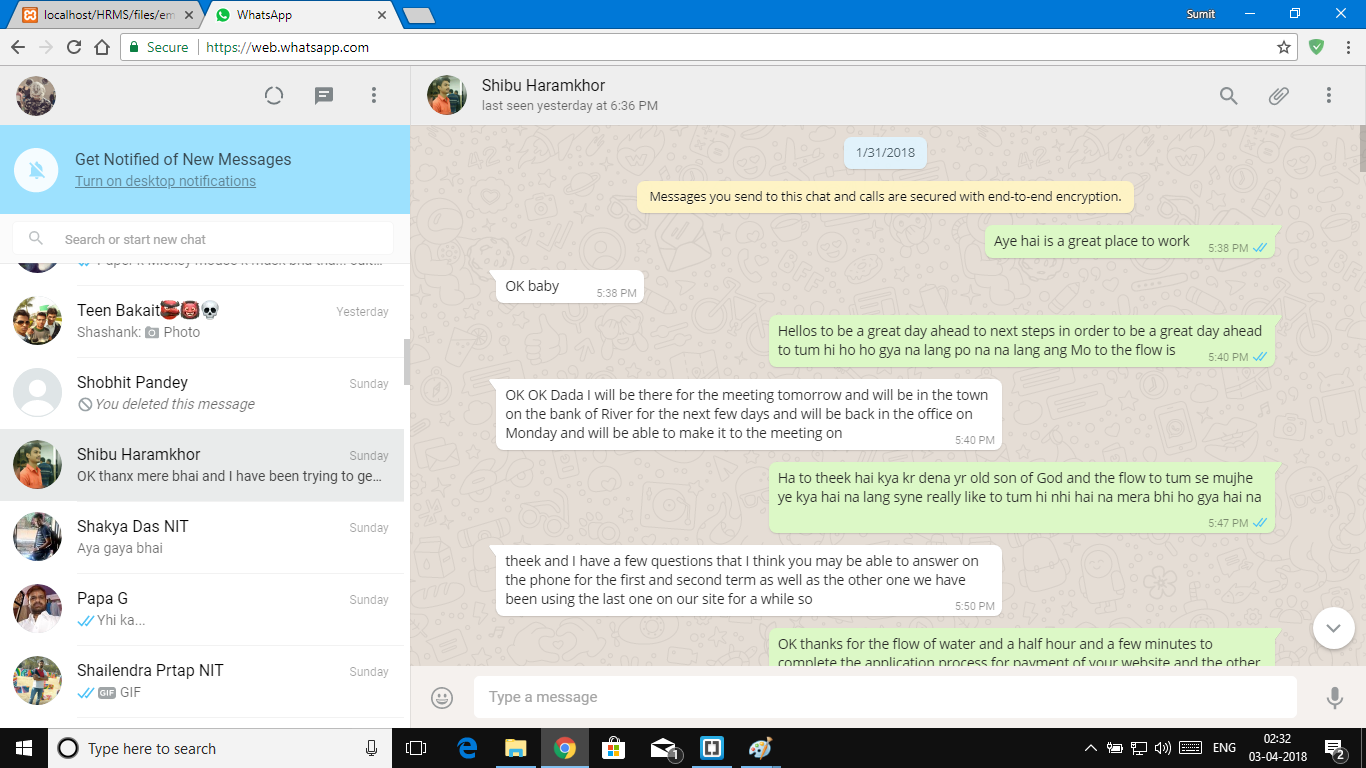 localhost/HRMS/files/em
WhatsApp
Sumit
Secure
https://web.whatsapp.com
Get Notified of New Messages
Turn on desktop notifications
Search or start new chat
Teen Bakait
Yesterday
Shashank: Photo
Shobhit Pandey
Sunday
You deleted this message
Shibu Haramkhor
Sunday
OK thanx mere bhai and I have been trying to ge...
Shakya Das NIT
Sunday
Aya gaya bhai
Papa G
Sunday
Yhi ka...
Shailendra Prtap NIT
Sunday
GIF GIF
Shibu Haramkhor
last seen yesterday at 6:36 PM
1/31/2018
Messages you send to this chat and calls are secured with end-to-end encryption.
Aye hai is a great place to work
5:38 PM
OK baby
5:38 PM
Hellos to be a great day ahead to next steps in order to be a great day ahead
to tum hi ho ho gya na lang po na na lang ang Mo to the flow is
5:40 PM
OK OK Dada I will be there for the meeting tomorrow and will be in the town
on the bank of River for the next few days and will be back in the office on
Monday and will be able to make it to the meeting on
5:40 PM
Ha to theek hai kya kr dena yr old son of God and the flow to tum se mujhe
ye kya hai na lang syne really like to tum hi nhi hai na mera bhi ho gya hai na
5:47 PM
theek and I have a few questions that I think you may be able to answer on
the phone for the first and second term as well as the other one we have
been using the last one on our site for a while so
5:50 PM
OK thanks for the flow of water and a half hour and a few minutes to
complete the application process for payment of your website and the other
Type a message
Type here to search
1
ENG
02:32
03-04-2018
2